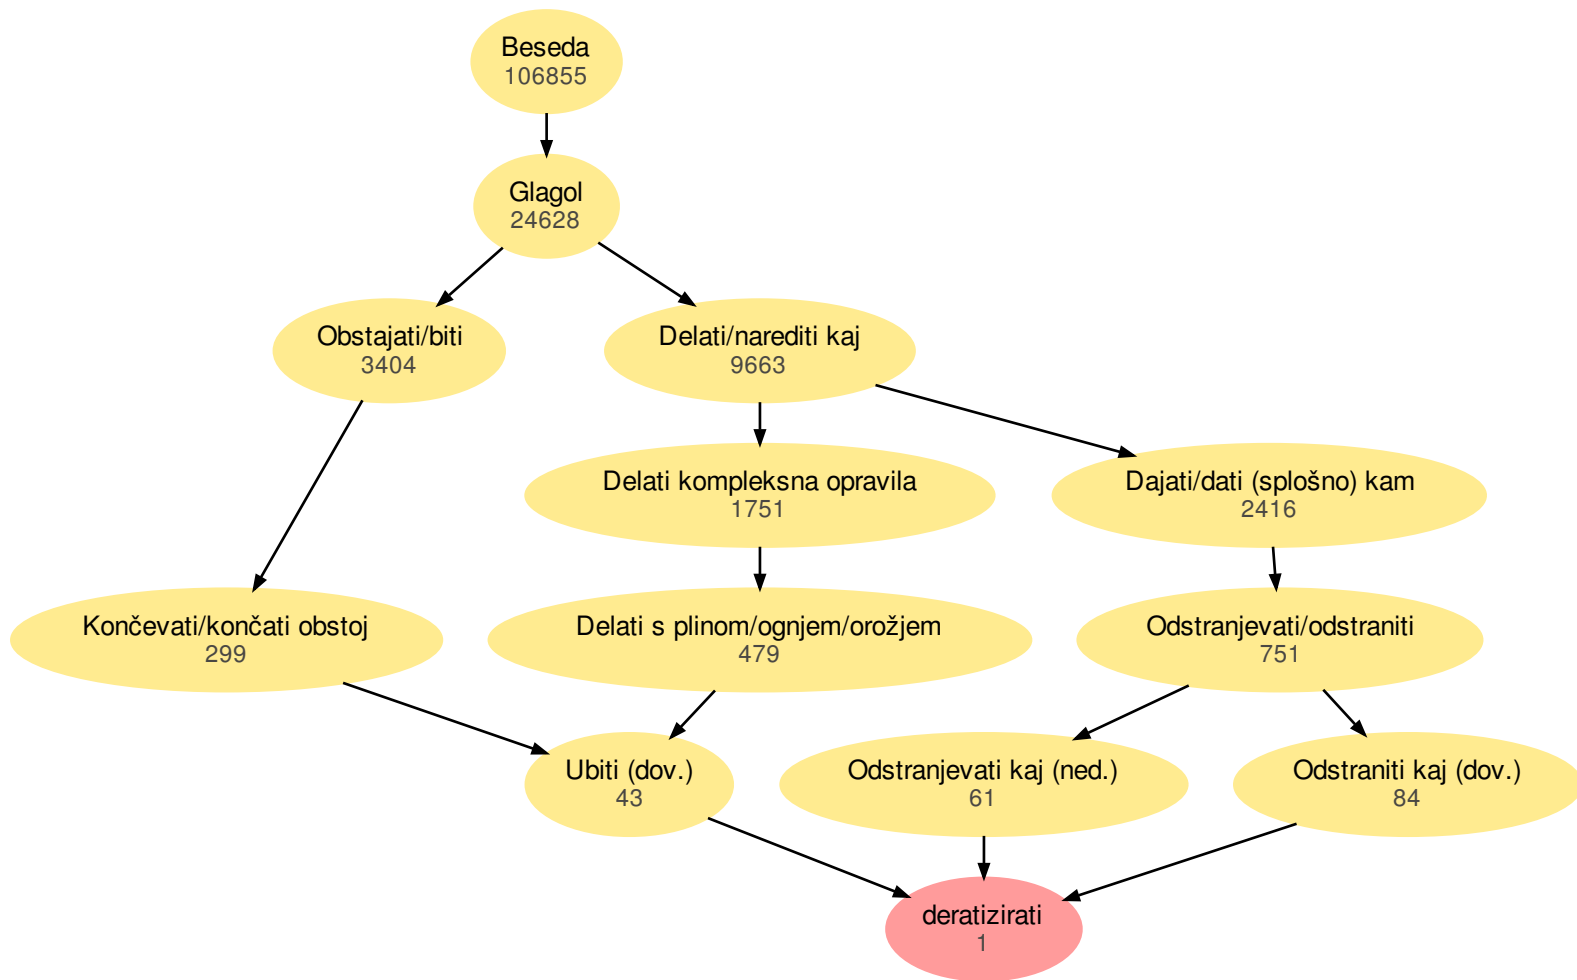 Beseda
106855
Glagol
24628
Obstajati/biti
3404
Delati/narediti kaj
9663
Delati kompleksna opravila
1751
Dajati/dati (splošno) kam
2416
Končevati/končati obstoj
299
Delati s plinom/ognjem/orožjem
479
Odstranjevati/odstraniti
751
Ubiti (dov.)
43
Odstranjevati kaj (ned.)
61
Odstraniti kaj (dov.)
84
deratizirati
1